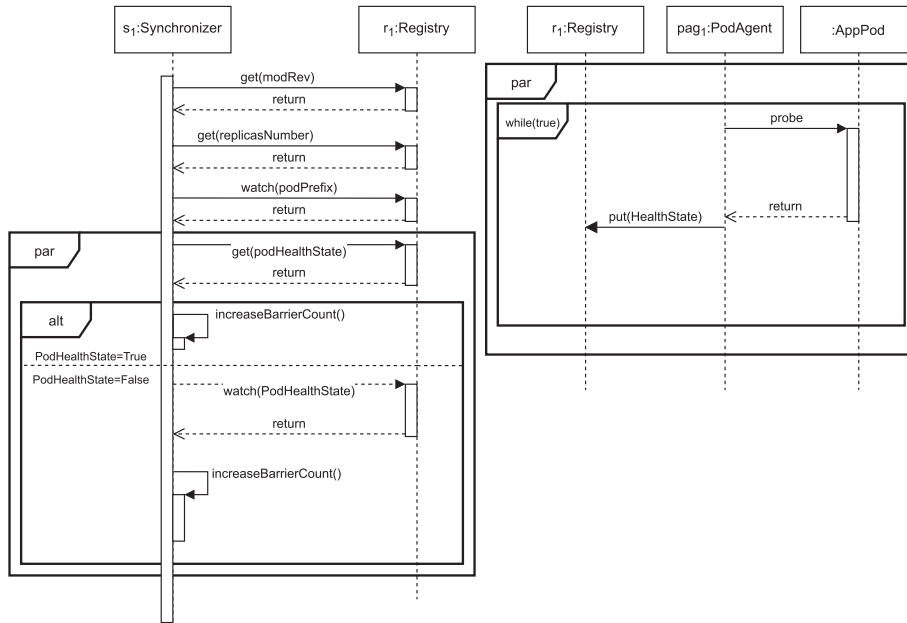 s1:Synchronizer
r1:Registry
get(modRev)
return
get(replicasNumber)
return
watch(podPrefix)
return
par
get(podHealthState)
return
alt
increaseBarrierCount()
PodHealthState=True
PodHealthState=False
watch(PodHealthState)
return
increaseBarrierCount()
r1:Registry
pag1:PodAgent
:AppPod
par
while(true)
probe
return
put(HealthState)